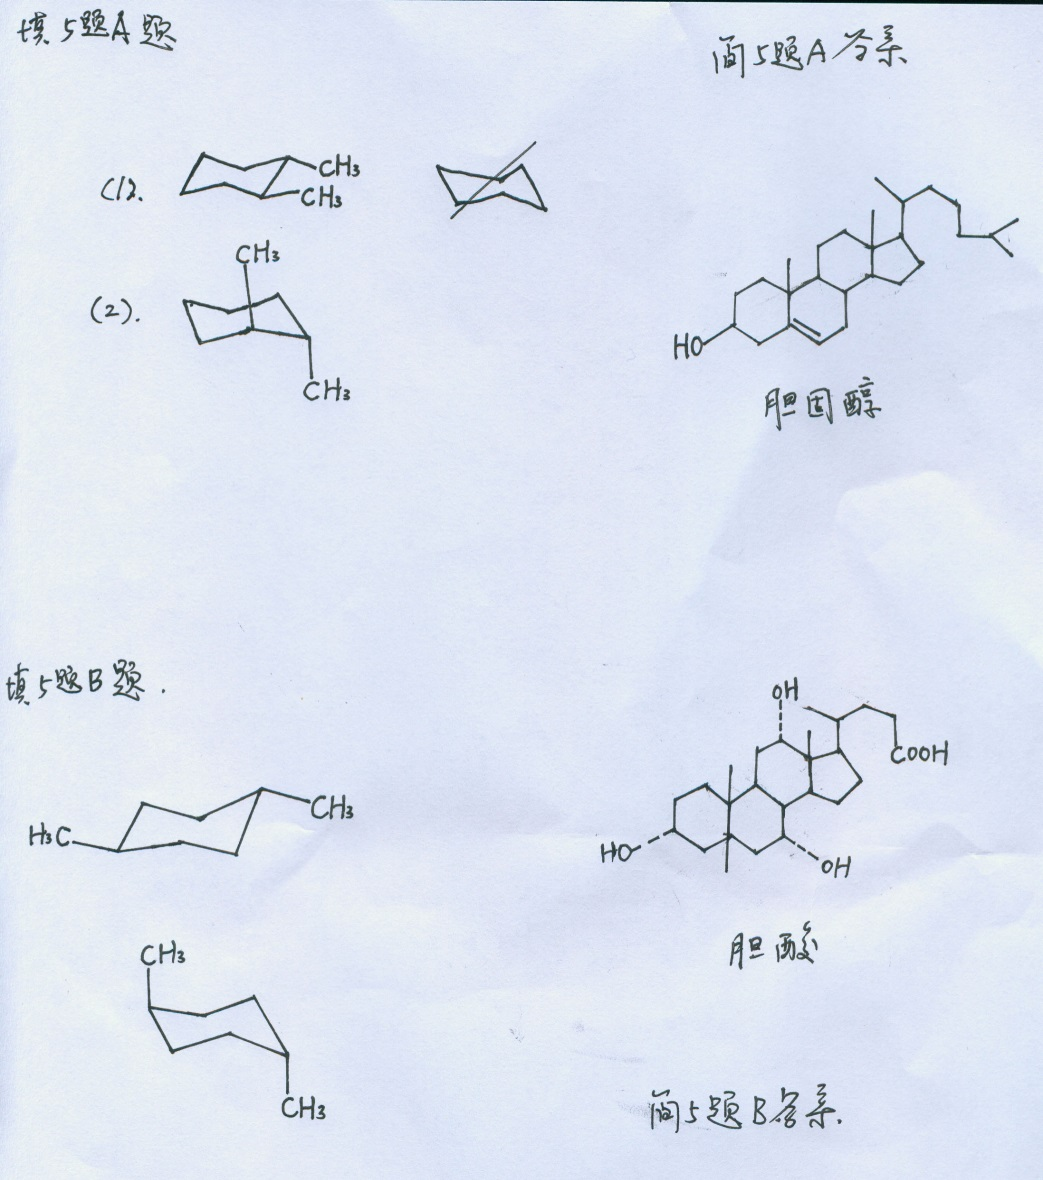 填5题A题
简5题A答案
(1).
CH₃
CH₃
CH₃
(2).
CH₃
HO
胆固醇
填5题B题.
OH
COOH
H₃C
CH₃
HO
OH
胆酸
CH₃
CH₃
简5题B答案.